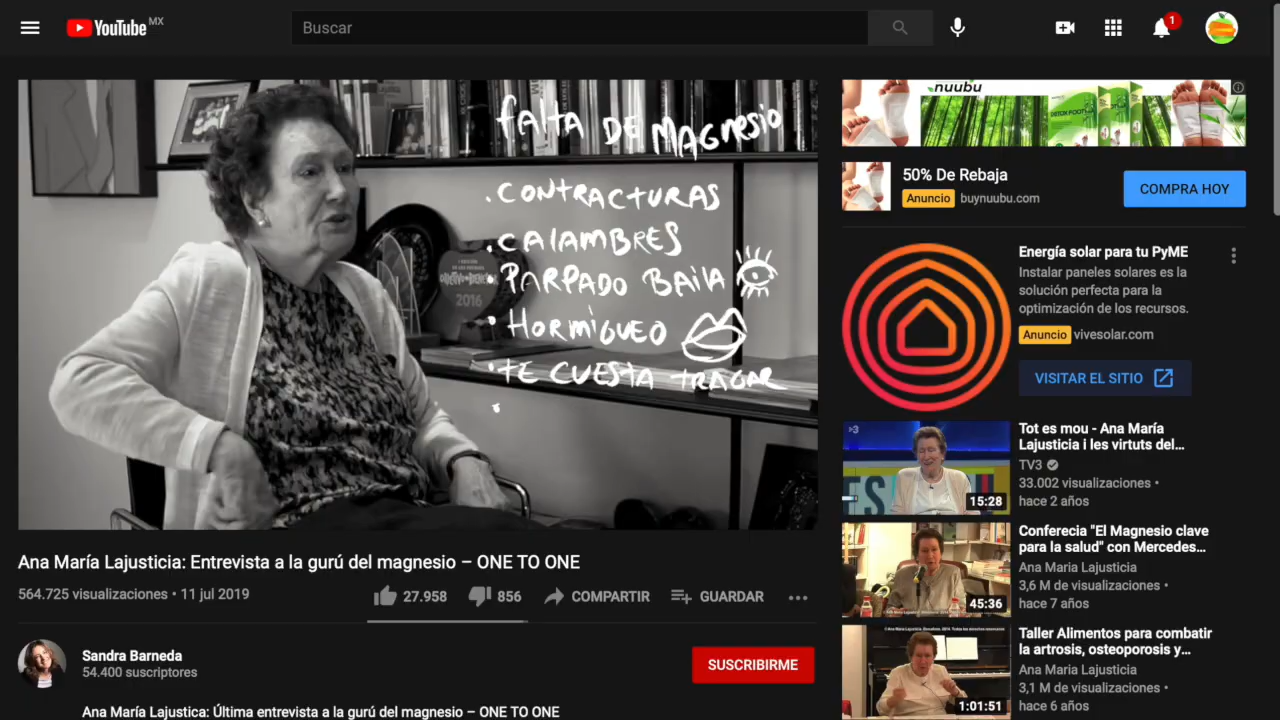 YouTube MX
Buscar
1
FALTA DE MAGNESIO
. CONTRACTURAS
. CALAMBRES
. PARPADO BAILA
. HORMIGUEO
. TE CUESTA TRAGAR
.
OBJETIVO BIENESTAR
2016
Ana María Lajusticia: Entrevista a la gurú del magnesio – ONE TO ONE
564.725 visualizaciones • 11 jul 2019
27.958
856
COMPARTIR
GUARDAR
Sandra Barneda
54.400 suscriptores
SUSCRIBIRME
Ana María Lajustica: Última entrevista a la gurú del magnesio – ONE TO ONE
nuubu
50% De Rebaja
Anuncio buynuubu.com
COMPRA HOY
Energía solar para tu PyME
Instalar paneles solares es la
solución perfecta para la
optimización de los recursos.
Anuncio vivesolar.com
VISITAR EL SITIO
15:28
Tot es mou - Ana María
Lajusticia i les virtuts del...
TV3
33.002 visualizaciones •
hace 2 años
45:36
Conferecia "El Magnesio clave
para la salud" con Mercedes...
Ana Maria Lajusticia
3,6 M de visualizaciones •
hace 7 años
1:01:51
Taller Alimentos para combatir
la artrosis, osteoporosis y...
Ana Maria Lajusticia
3,1 M de visualizaciones •
hace 6 años